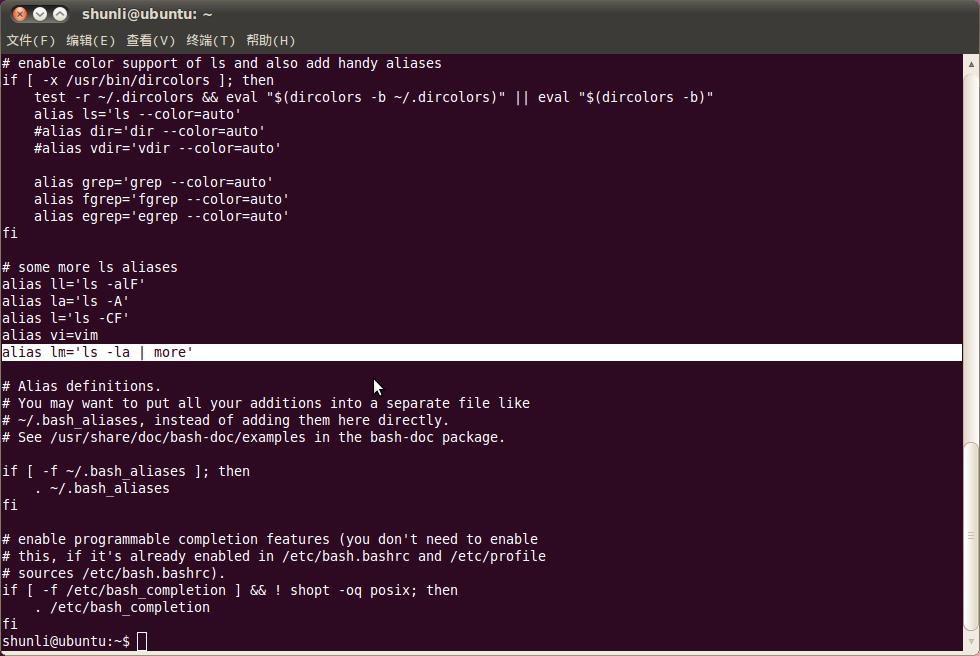 shunli@ubuntu: ~
文件(F) 编辑(E) 查看(V) 终端(T) 帮助(H)
# enable color support of ls and also add handy aliases
if [ -x /usr/bin/dircolors ]; then
    test -r ~/.dircolors && eval "$(dircolors -b ~/.dircolors)" || eval "$(dircolors -b)"
    alias ls='ls --color=auto'
    #alias dir='dir --color=auto'
    #alias vdir='vdir --color=auto'

    alias grep='grep --color=auto'
    alias fgrep='fgrep --color=auto'
    alias egrep='egrep --color=auto'
fi

# some more ls aliases
alias ll='ls -alF'
alias la='ls -A'
alias l='ls -CF'
alias vi=vim
alias lm='ls -la | more'

# Alias definitions.
# You may want to put all your additions into a separate file like
# ~/.bash_aliases, instead of adding them here directly.
# See /usr/share/doc/bash-doc/examples in the bash-doc package.

if [ -f ~/.bash_aliases ]; then
    . ~/.bash_aliases
fi

# enable programmable completion features (you don't need to enable
# this, if it's already enabled in /etc/bash.bashrc and /etc/profile
# sources /etc/bash.bashrc).
if [ -f /etc/bash_completion ] && ! shopt -oq posix; then
    . /etc/bash_completion
fi
shunli@ubuntu:~$